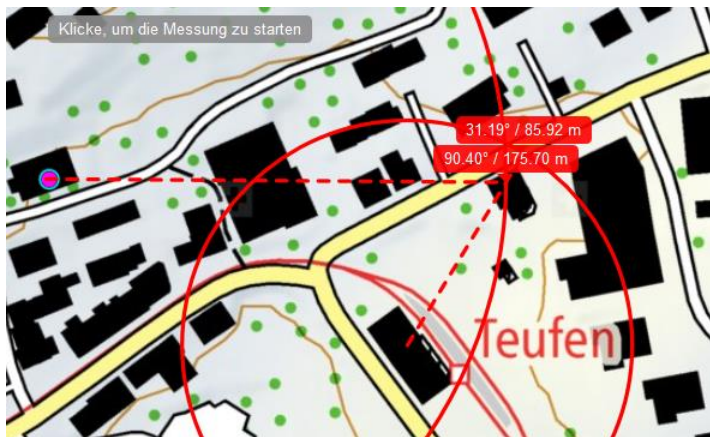 Klicke, um die Messung zu starten
31.19° / 85.92 m
90.40° / 175.70 m
Teufen